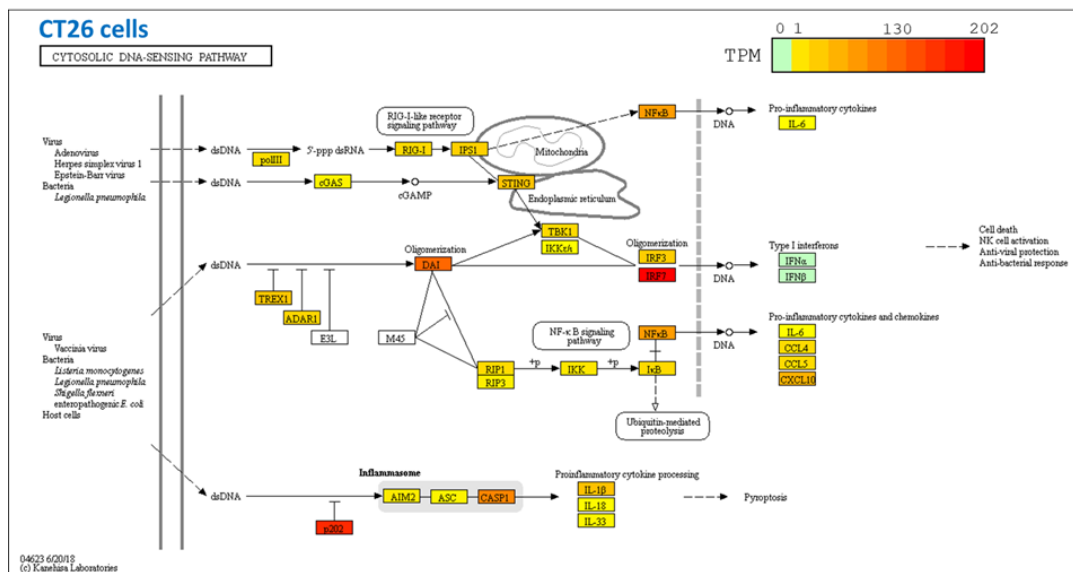 CT26 cells
CYTOSOLIC DNA-SENSING PATHWAY
0 1 130 202
TPM
RIG-I-like receptor
signaling pathway
NFκB
DNA
Pro-inflammatory cytokines
IL-6
Virus
Adenovirus
Herpes simplex virus 1
Epstein-Barr virus
Bacteria
Legionella pneumophila
dsDNA
polIII
5'-ppp dsRNA
RIG-I
IPS1
Mitochondria
dsDNA
cGAS
cGAMP
STING
Endoplasmic reticulum
TBK1
IKKε/h
Oligomerization
DAI
Oligomerization
IRF3
IRF7
DNA
Type I interferons
IFNα
IFNβ
Cell death
NK cell activation
Anti-viral protection
Anti-bacterial response
dsDNA
TREX1
ADAR1
E3L
M45
NF-κ B signaling
pathway
NFκB
DNA
Pro-inflammatory cytokines and chemokines
IL-6
CCL4
CCL5
CXCL10
Virus
Vaccinia virus
Bacteria
Listeria monocytogenes
Legionella pneumophila
Shigella flexneri
enteropathogenic E. coli
Host cells
RIP1
RIP3
+p
IKK
+p
IκB
Ubiquitin-mediated
proteolysis
Inflammasome
dsDNA
AIM2
ASC
CASP1
p202
Proinflammatory cytokine processing
IL-1β
IL-18
IL-33
Pyroptosis
04623 6/20/18
(c) Kanehisa Laboratories